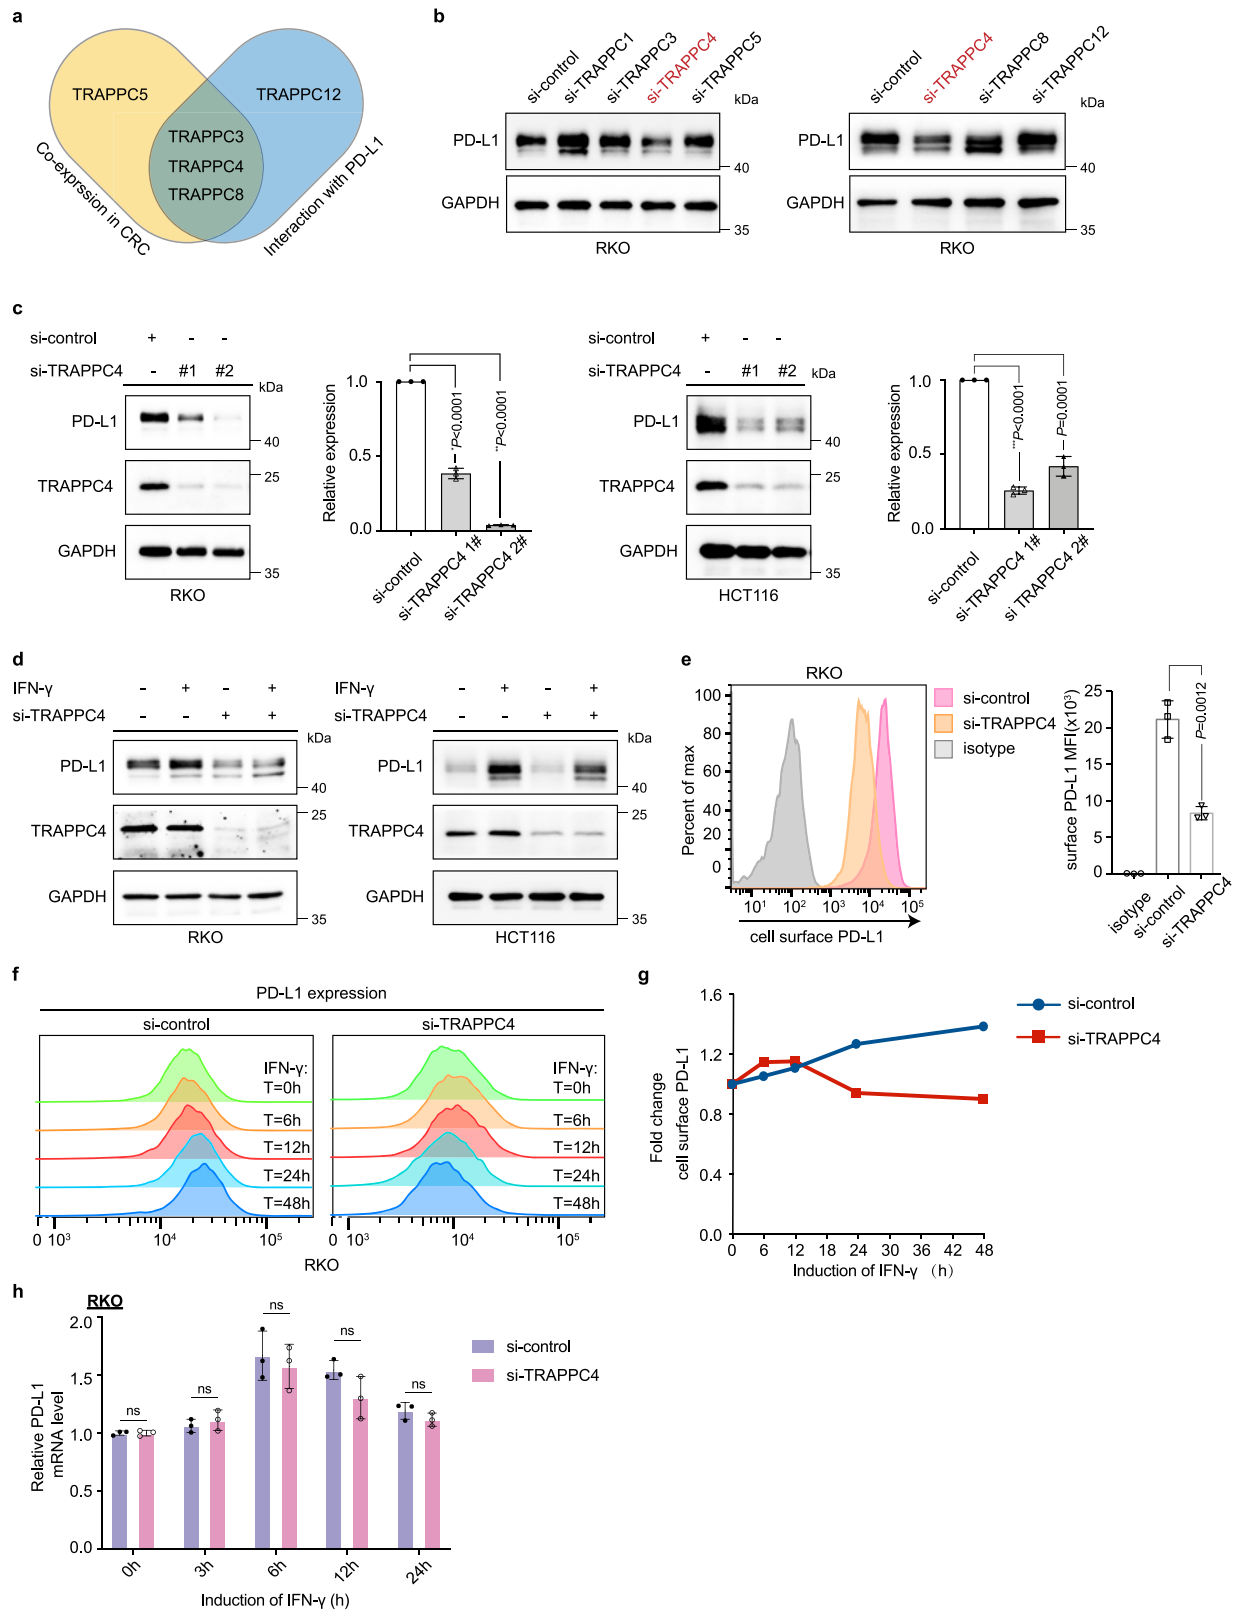 a
TRAPPC5
TRAPPC12
TRAPPC3
TRAPPC4
TRAPPC8
Co-exprssion in CRC
Interaction with PD-L1
b
si-control
si-TRAPPC1
si-TRAPPC3
si-TRAPPC4
si-TRAPPC5
kDa
PD-L1
40
GAPDH
35
RKO
si-control
si-TRAPPC4
si-TRAPPC8
si-TRAPPC12
kDa
PD-L1
40
GAPDH
35
RKO
c
si-control + - -
si-TRAPPC4 - #1 #2
kDa
PD-L1
40
TRAPPC4
25
GAPDH
35
RKO
Relative expression
1.0
0.5
0.0
*P<0.0001
**P<0.0001
si-control
si-TRAPPC4 1#
si-TRAPPC4 2#
si-control + - -
si-TRAPPC4 - #1 #2
kDa
PD-L1
40
TRAPPC4
25
GAPDH
35
HCT116
Relative expression
1.0
0.5
0.0
***P<0.0001
P=0.0001
si-control
si-TRAPPC4 1#
si TRAPPC4 2#
d
IFN-γ - + - +
si-TRAPPC4 - - + +
kDa
PD-L1
40
TRAPPC4
25
GAPDH
35
RKO
IFN-γ - + - +
si-TRAPPC4 - - + +
kDa
PD-L1
40
TRAPPC4
25
GAPDH
35
HCT116
e
RKO
Percent of max
100
80
60
40
20
0
10¹ 10² 10³ 10⁴ 10⁵
cell surface PD-L1
si-control
si-TRAPPC4
isotype
surface PD-L1 MFI(x10³)
25
20
15
10
5
0
P=0.0012
isotype
si-control
si-TRAPPC4
f
PD-L1 expression
si-control
IFN-γ:
T=0h
T=6h
T=12h
T=24h
T=48h
0 10³ 10⁴ 10⁵
si-TRAPPC4
IFN-γ:
T=0h
T=6h
T=12h
T=24h
T=48h
0 10³ 10⁴ 10⁵
RKO
g
Fold change
cell surface PD-L1
1.6
1.2
0.8
0.4
0.0
0 6 12 18 24 30 36 42 48
Induction of IFN-γ （h）
si-control
si-TRAPPC4
h
RKO
Relative PD-L1
mRNA level
2.0
1.5
1.0
0.5
0.0
ns
ns
ns
ns
ns
0h
3h
6h
12h
24h
Induction of IFN-γ (h)
si-control
si-TRAPPC4